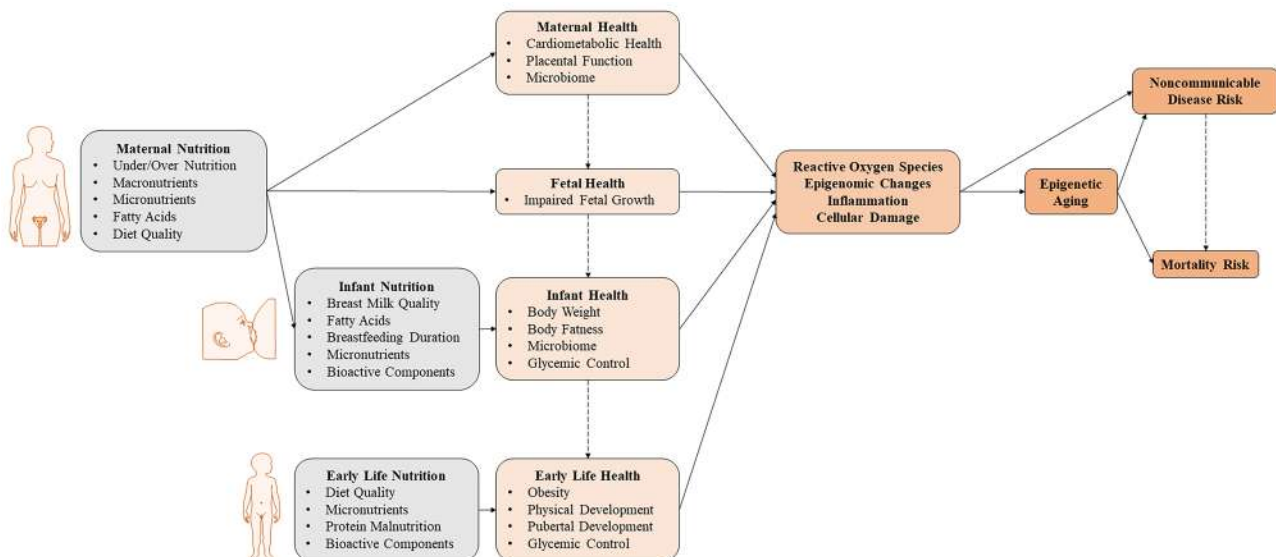 Maternal Health
• Cardiometabolic Health
• Placental Function
• Microbiome
Noncommunicable
Disease Risk
Maternal Nutrition
• Under/Over Nutrition
• Macronutrients
• Micronutrients
• Fatty Acids
• Diet Quality
Fetal Health
• Impaired Fetal Growth
Reactive Oxygen Species
Epigenomic Changes
Inflammation
Cellular Damage
Epigenetic
Aging
Mortality Risk
Infant Nutrition
• Breast Milk Quality
• Fatty Acids
• Breastfeeding Duration
• Micronutrients
• Bioactive Components
Infant Health
• Body Weight
• Body Fatness
• Microbiome
• Glycemic Control
Early Life Nutrition
• Diet Quality
• Micronutrients
• Protein Malnutrition
• Bioactive Components
Early Life Health
• Obesity
• Physical Development
• Pubertal Development
• Glycemic Control